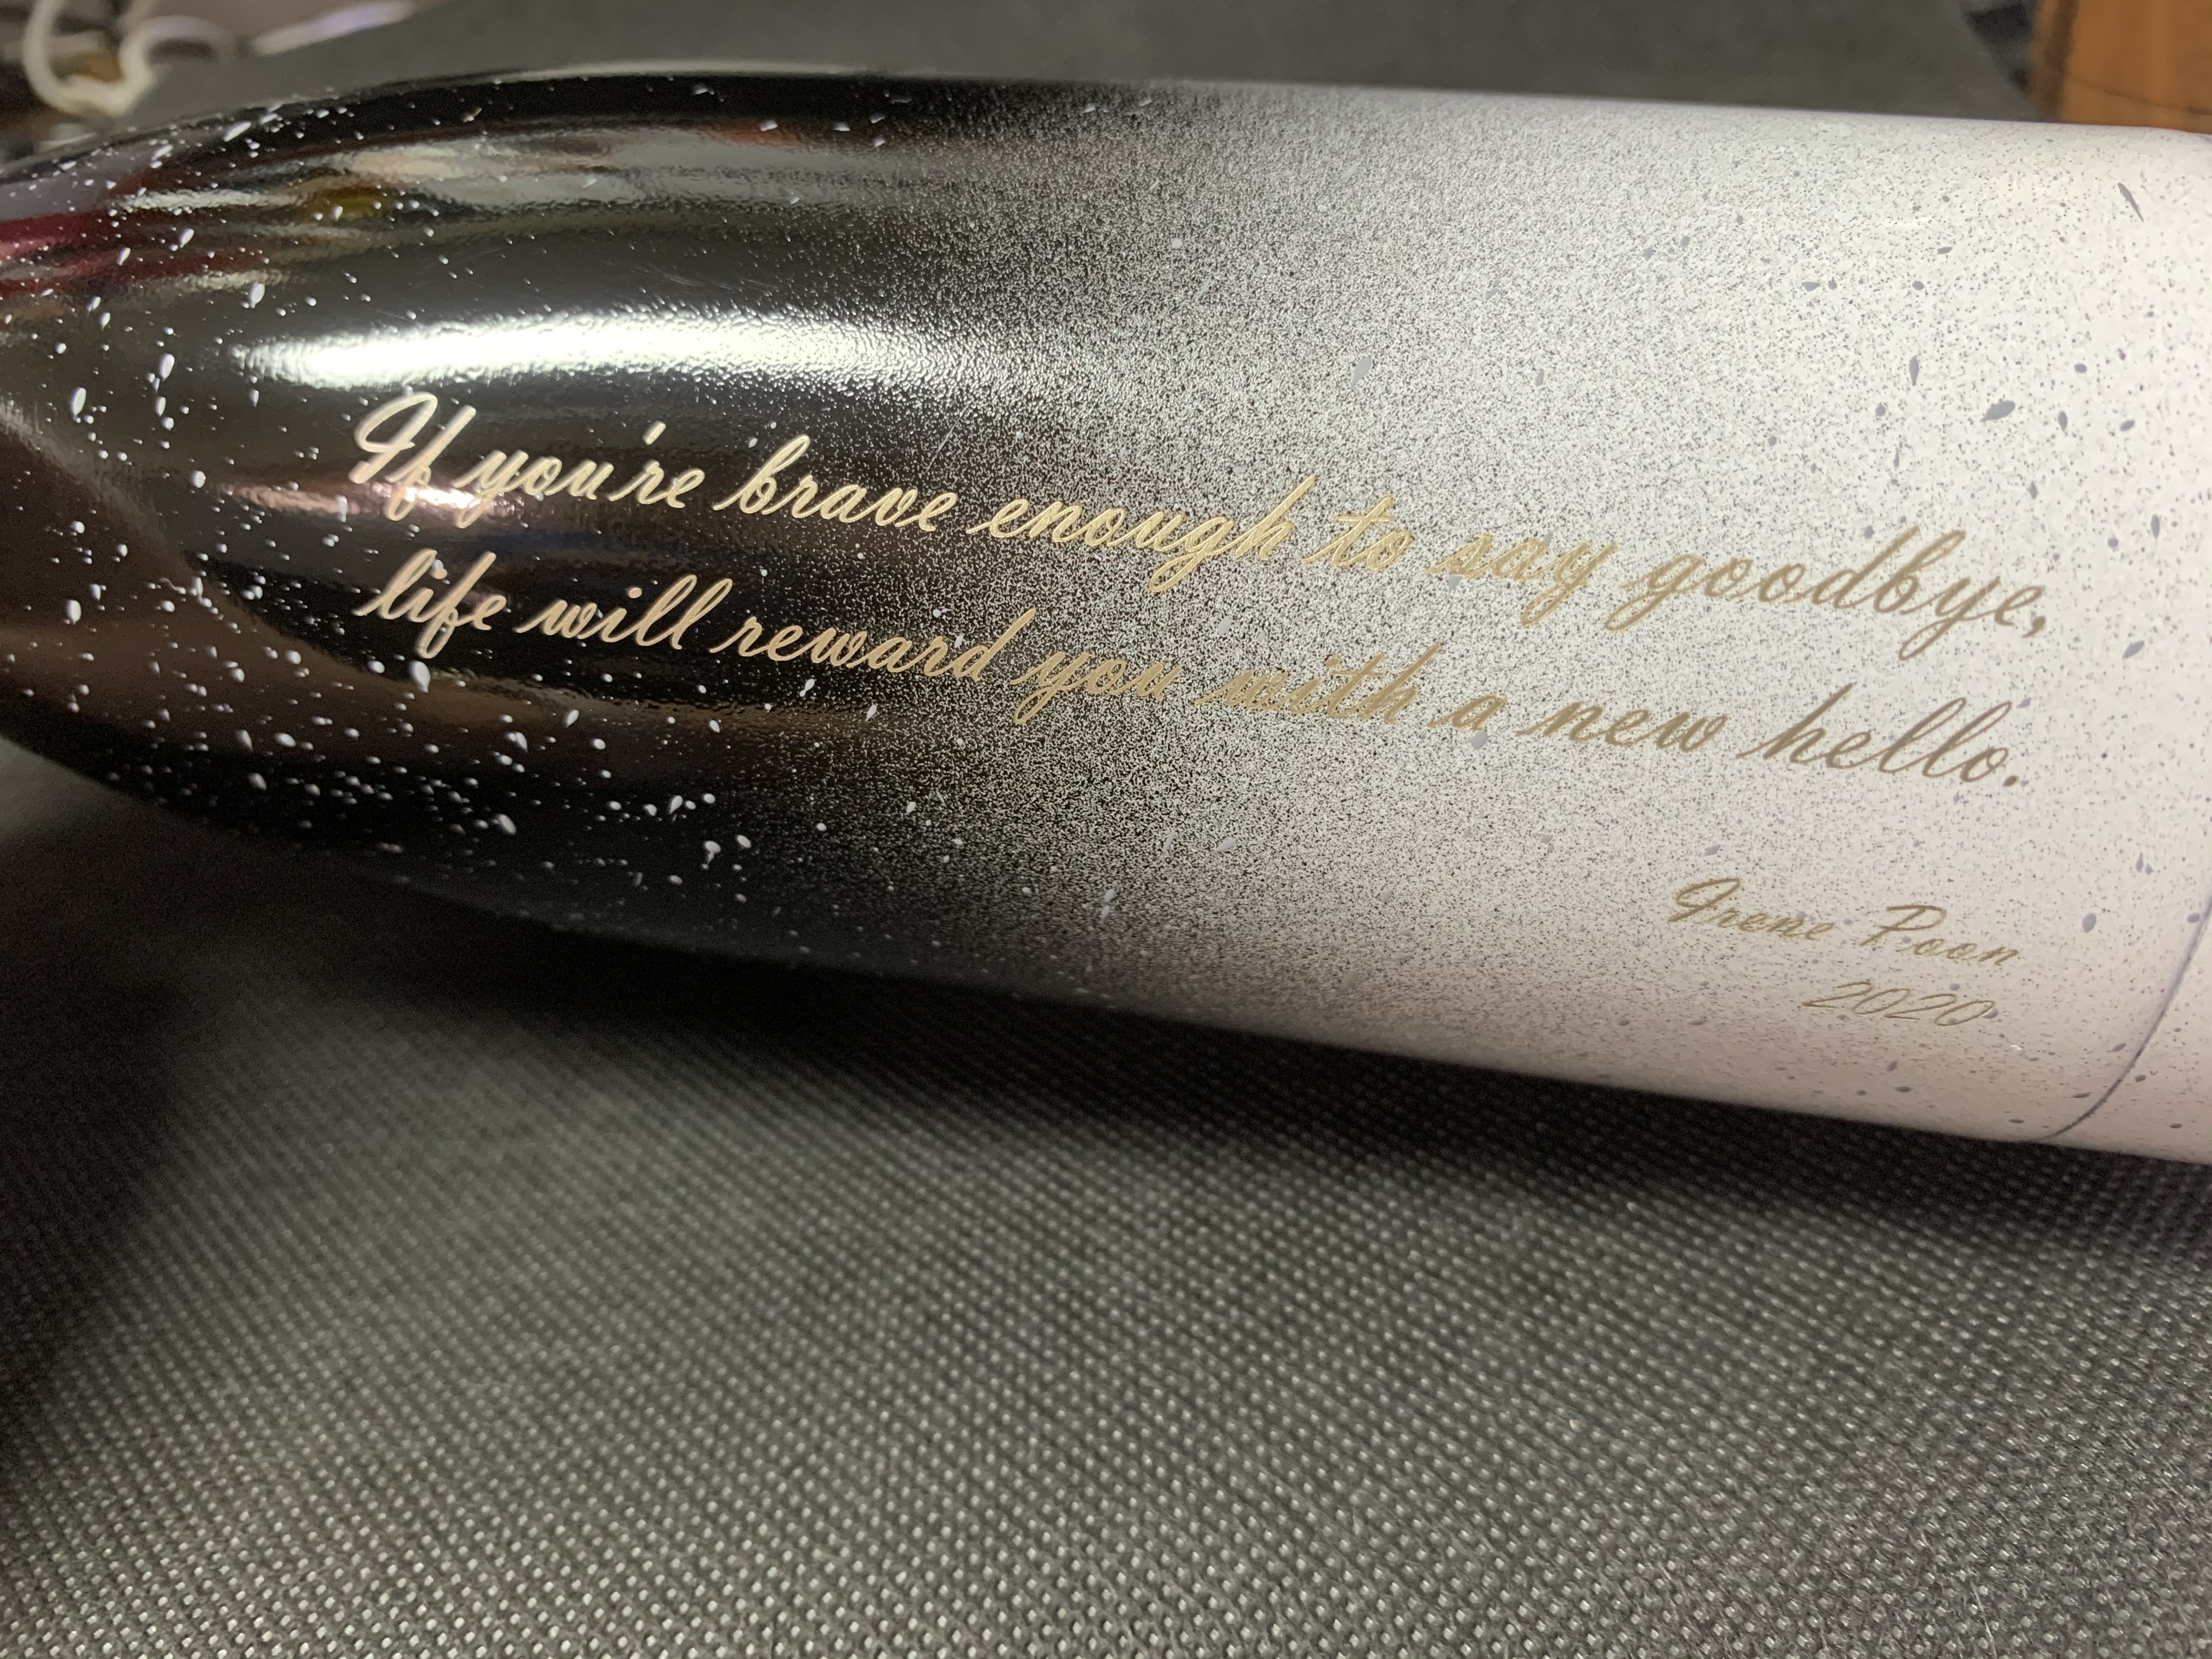 If you're brave enough to say goodbye,
life will reward you with a new hello.
Irene Poon
2020